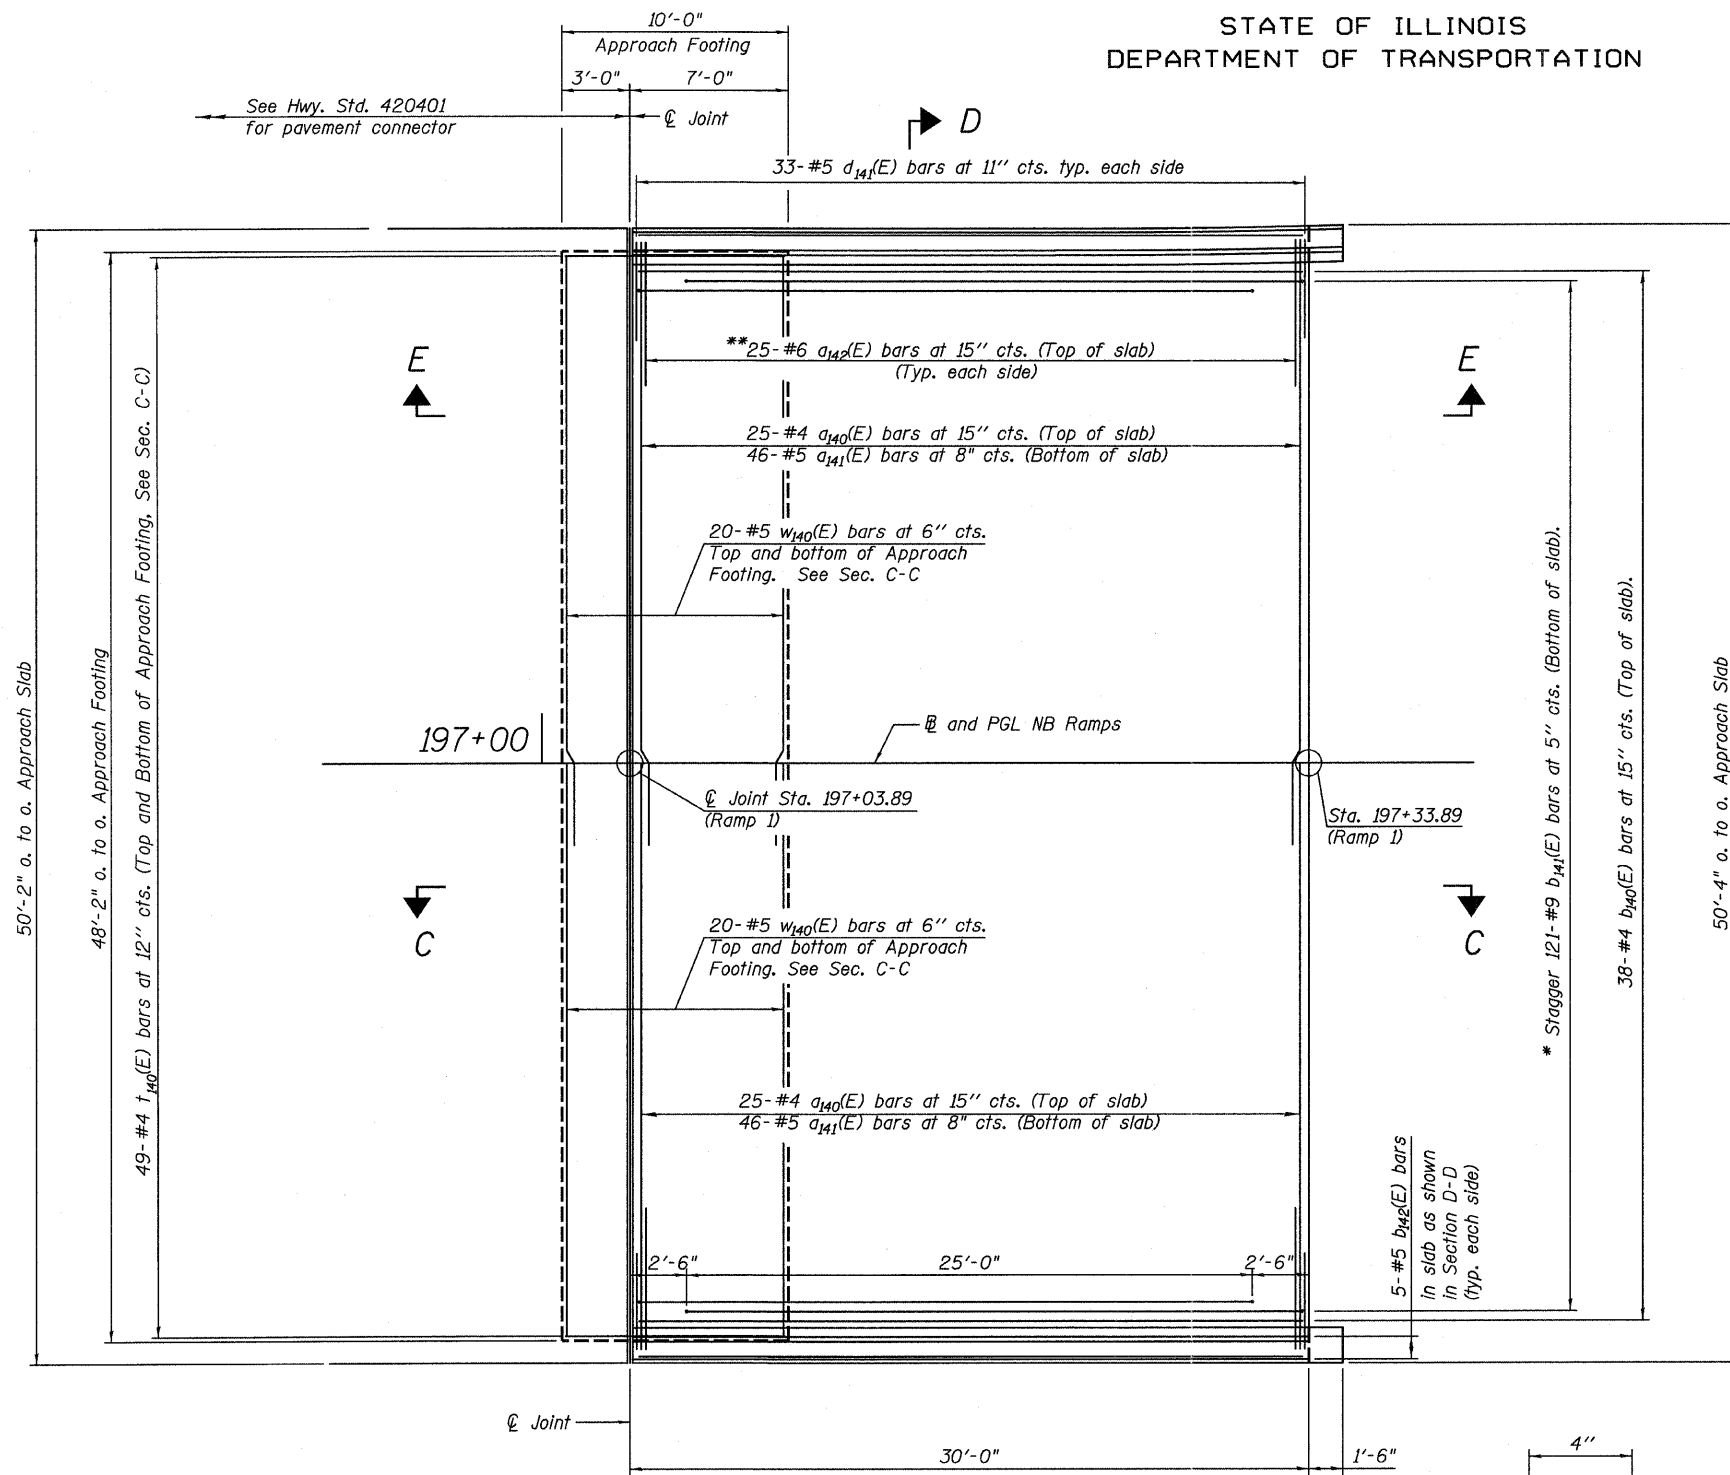 STATE OF ILLINOIS
DEPARTMENT OF TRANSPORTATION
10'-0"
Approach Footing
3'-0" 7'-0"
See Hwy. Std. 420401
for pavement connector
℄ Joint
D
33-#5 d141(E) bars at 11" cts. typ. each side
**25-#6 a142(E) bars at 15" cts. (Top of slab)
(Typ. each side)
E
E
25-#4 a140(E) bars at 15" cts. (Top of slab)
46-#5 a141(E) bars at 8" cts. (Bottom of slab)
20-#5 w140(E) bars at 6" cts.
Top and bottom of Approach
Footing. See Sec. C-C
50'-2" o. to o. Approach Slab
48'-2" o. to o. Approach Footing
49-#4 t140(E) bars at 12" cts. (Top and Bottom of Approach Footing, See Sec. C-C)
* Stagger 121-#9 b141(E) bars at 5" cts. (Bottom of slab).
38-#4 b140(E) bars at 15" cts. (Top of slab).
50'-4" o. to o. Approach Slab
197+00
⅊ and PGL NB Ramps
℄ Joint Sta. 197+03.89
(Ramp 1)
Sta. 197+33.89
(Ramp 1)
C
C
20-#5 w140(E) bars at 6" cts.
Top and bottom of Approach
Footing. See Sec. C-C
25-#4 a140(E) bars at 15" cts. (Top of slab)
46-#5 a141(E) bars at 8" cts. (Bottom of slab)
5-#5 b142(E) bars
in slab as shown
in Section D-D
(typ. each side)
2'-6" 25'-0" 2'-6"
℄ Joint
30'-0" 1'-6"
4"